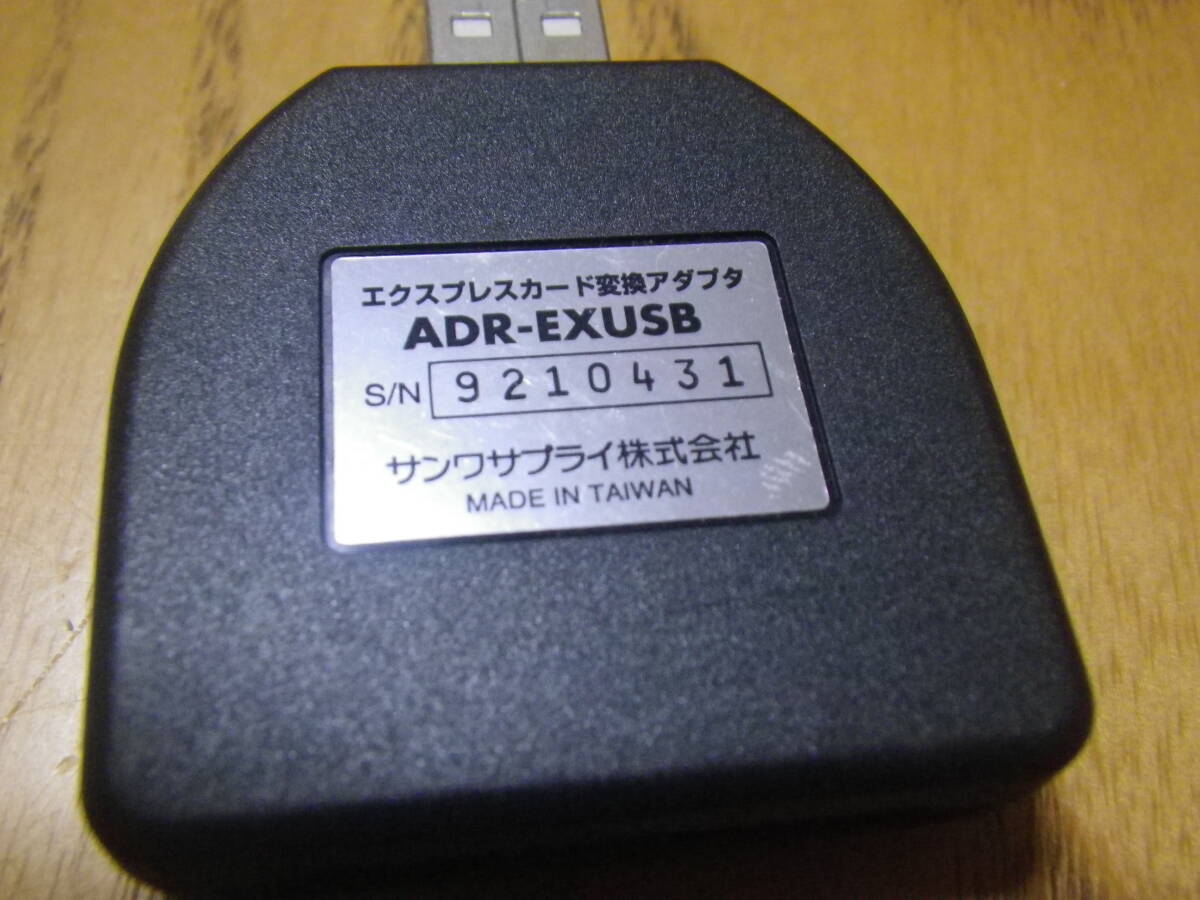 エクスプレスカード変換アダプタ
ADR-EXUSB
S/N 9210431
サンワサプライ株式会社
MADE IN TAIWAN